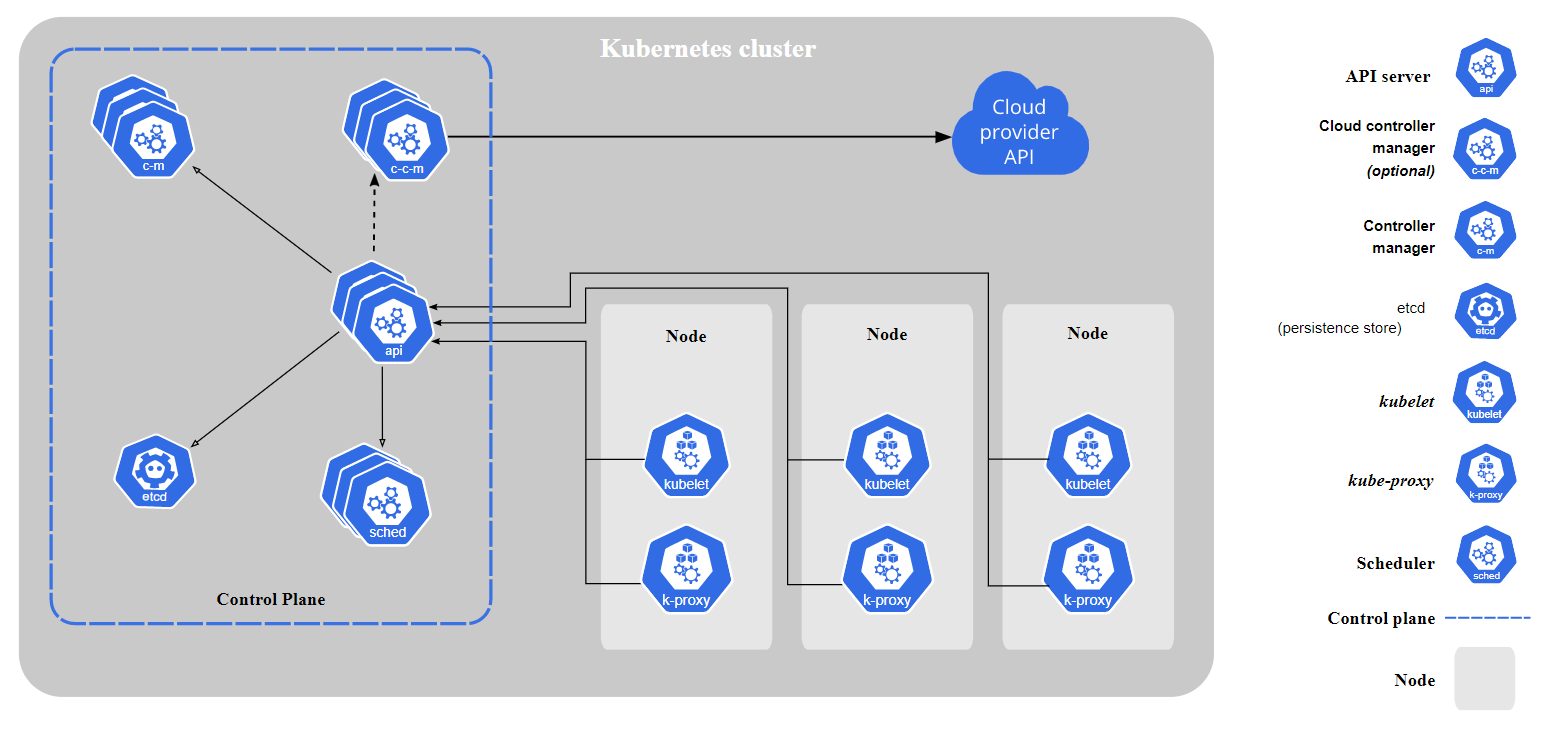 Kubernetes cluster
c-m
c-c-m
Cloud
provider
API
api
etcd
sched
Control Plane
Node
kubelet
k-proxy
Node
kubelet
k-proxy
Node
kubelet
k-proxy
API server
api
Cloud controller
manager
(optional)
c-c-m
Controller
manager
c-m
etcd
(persistence store)
etcd
kubelet
kubelet
kube-proxy
k-proxy
Scheduler
sched
Control plane
Node